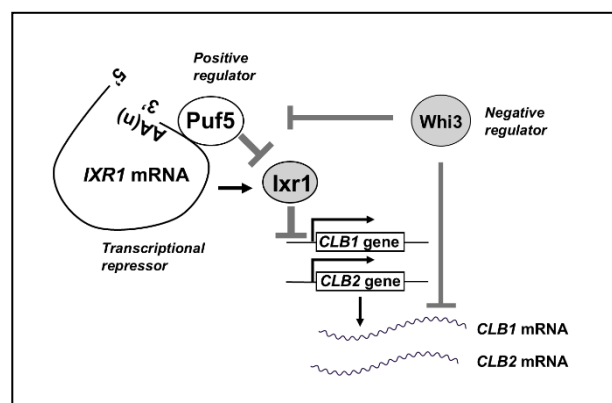 Positive
regulator
5'
3'
AA(n)
Puf5
Whi3
Negative
regulator
IXR1 mRNA
Ixr1
Transcriptional
repressor
CLB1 gene
CLB2 gene
CLB1 mRNA
CLB2 mRNA